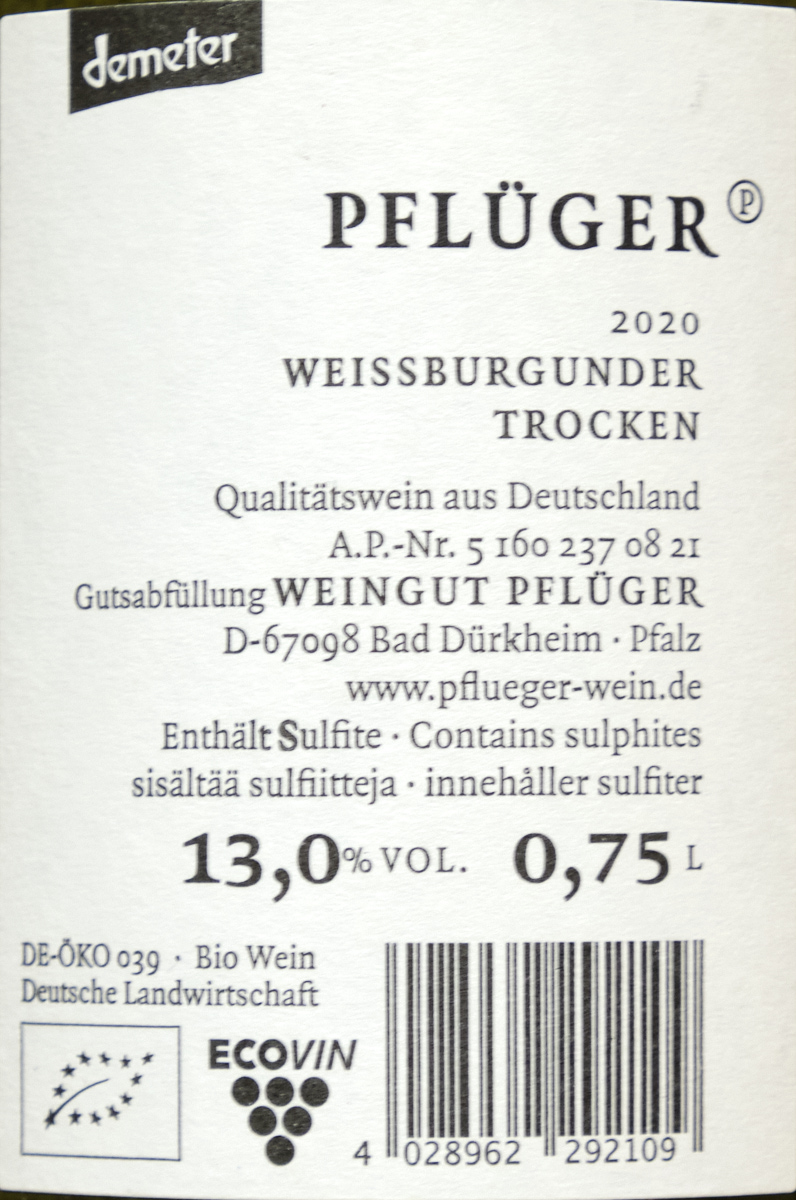 demeter
PFLÜGER Ⓟ
2020
WEISSBURGUNDER
TROCKEN
Qualitätswein aus Deutschland
A.P.-Nr. 5 160 237 08 21
Gutsabfüllung WEINGUT PFLÜGER
D-67098 Bad Dürkheim · Pfalz
www.pflueger-wein.de
Enthält Sulfite · Contains sulphites
sisältää sulfiitteja · innehåller sulfiter
13,0% VOL. 0,75 L
DE-ÖKO 039 · Bio Wein
Deutsche Landwirtschaft
ECOVIN
4 028962 292109